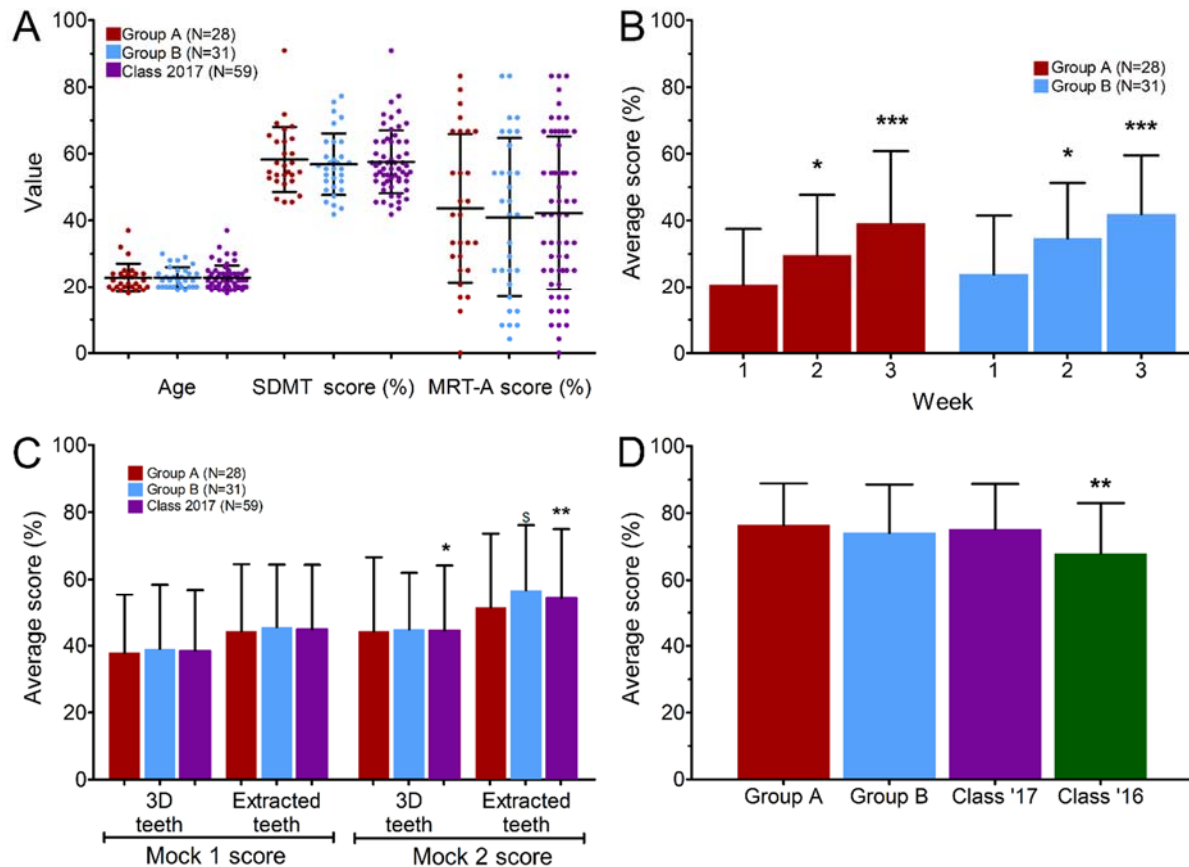 A
Group A (N=28)
Group B (N=31)
Class 2017 (N=59)
100
80
60
40
20
0
Value
Age
SDMT score (%)
MRT-A score (%)
B
Group A (N=28)
Group B (N=31)
100
80
60
40
20
0
Average score (%)
*
***
*
***
1
2
3
1
2
3
Week
C
Group A (N=28)
Group B (N=31)
Class 2017 (N=59)
100
80
60
40
20
0
Average score (%)
*
$
**
3D
teeth
Extracted
teeth
3D
teeth
Extracted
teeth
Mock 1 score
Mock 2 score
D
100
80
60
40
20
0
Average score (%)
**
Group A
Group B
Class '17
Class '16